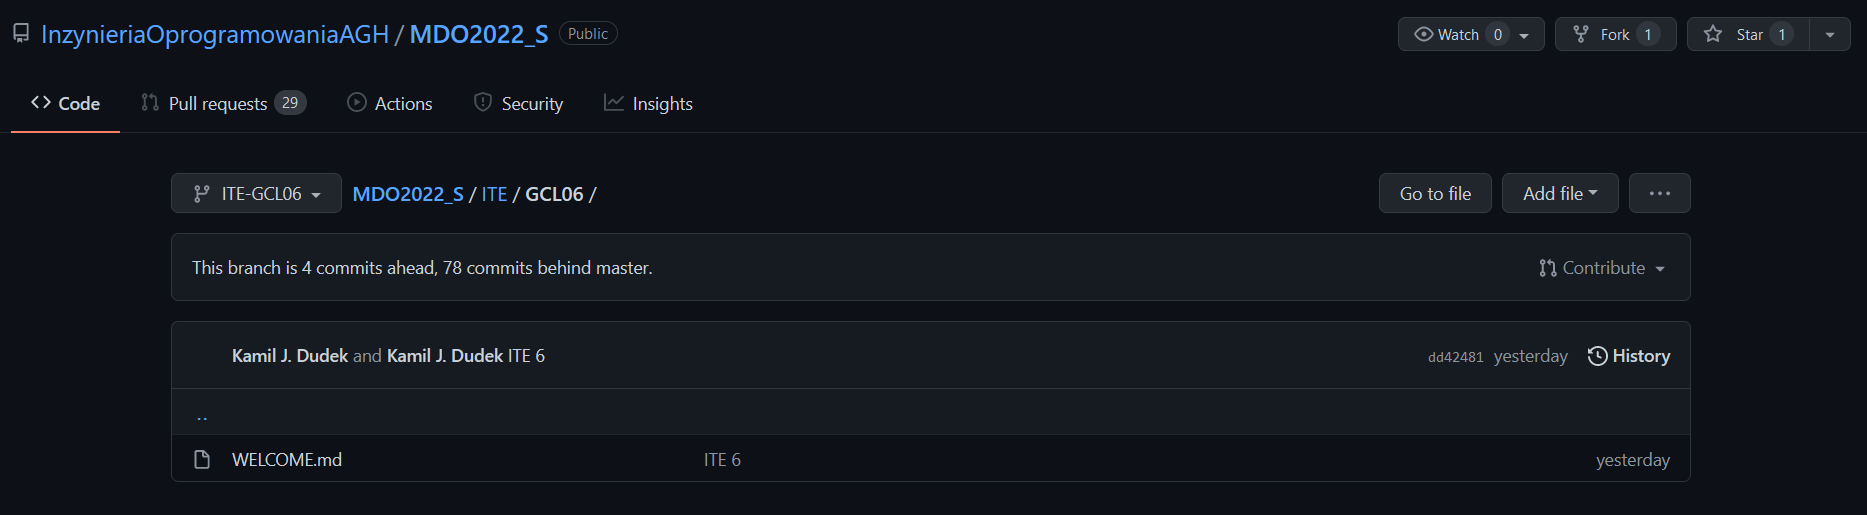 InzynieriaOprogramowaniaAGH / MDO2022_S Public Watch 0 Fork 1 Star 1
Code Pull requests 29 Actions Security Insights
ITE-GCL06 MDO2022_S / ITE / GCL06 / Go to file Add file ...
This branch is 4 commits ahead, 78 commits behind master. Contribute
Kamil J. Dudek and Kamil J. Dudek ITE 6 dd42481 yesterday History
..
WELCOME.md ITE 6 yesterday